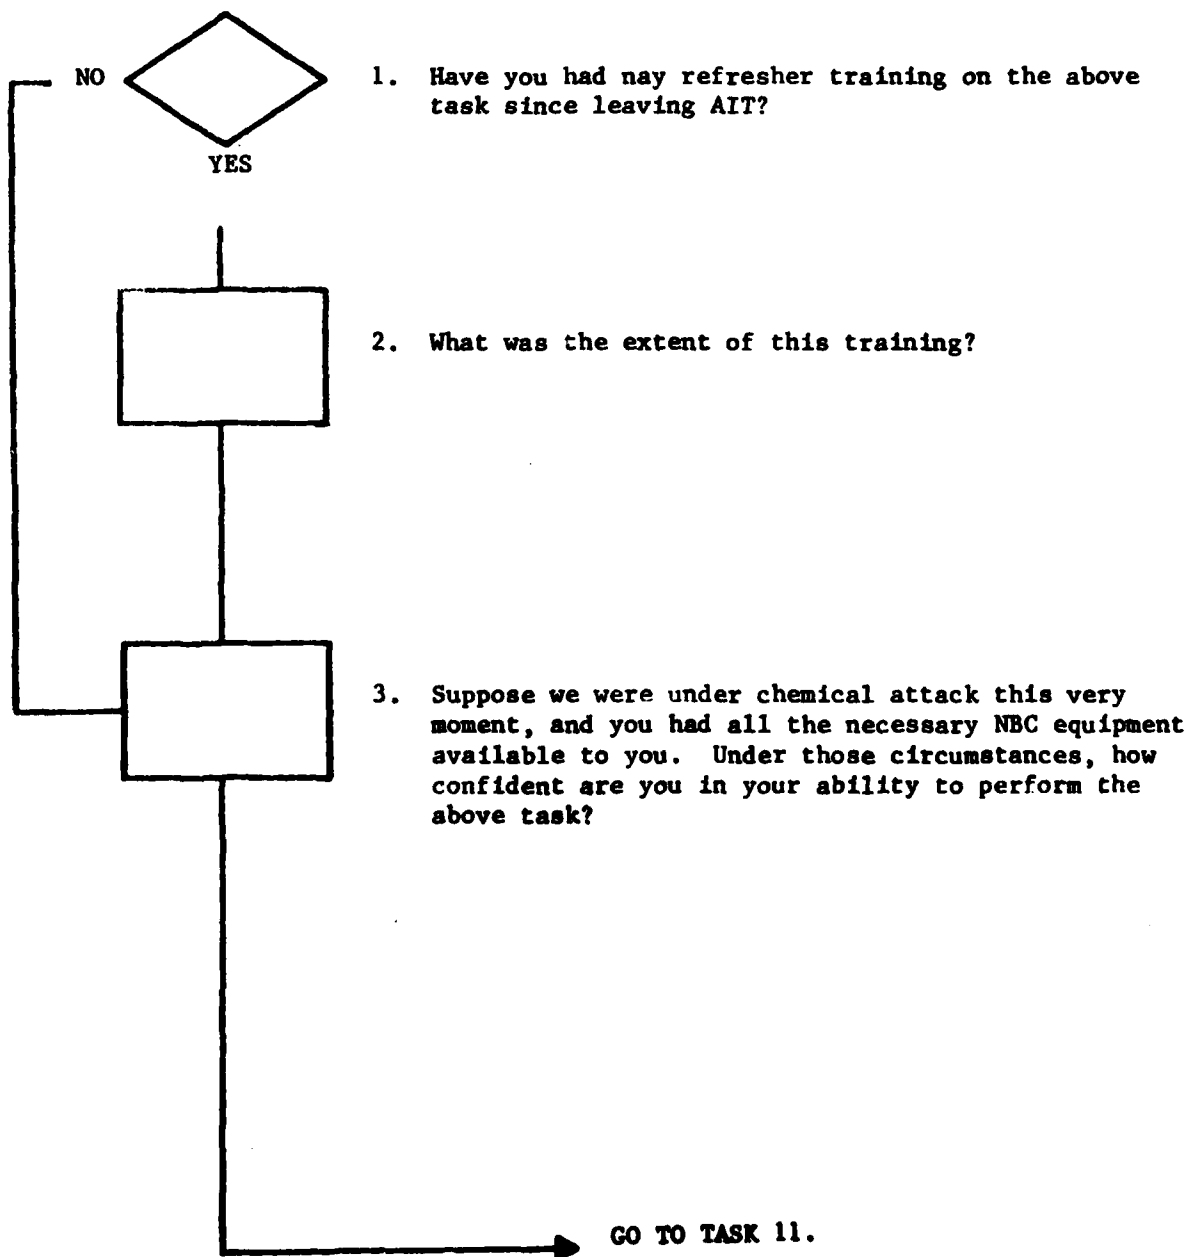 NO
1. Have you had nay refresher training on the above
task since leaving AIT?
YES
2. What was the extent of this training?
3. Suppose we were under chemical attack this very
moment, and you had all the necessary NBC equipment
available to you. Under those circumstances, how
confident are you in your ability to perform the
above task?
GO TO TASK 11.